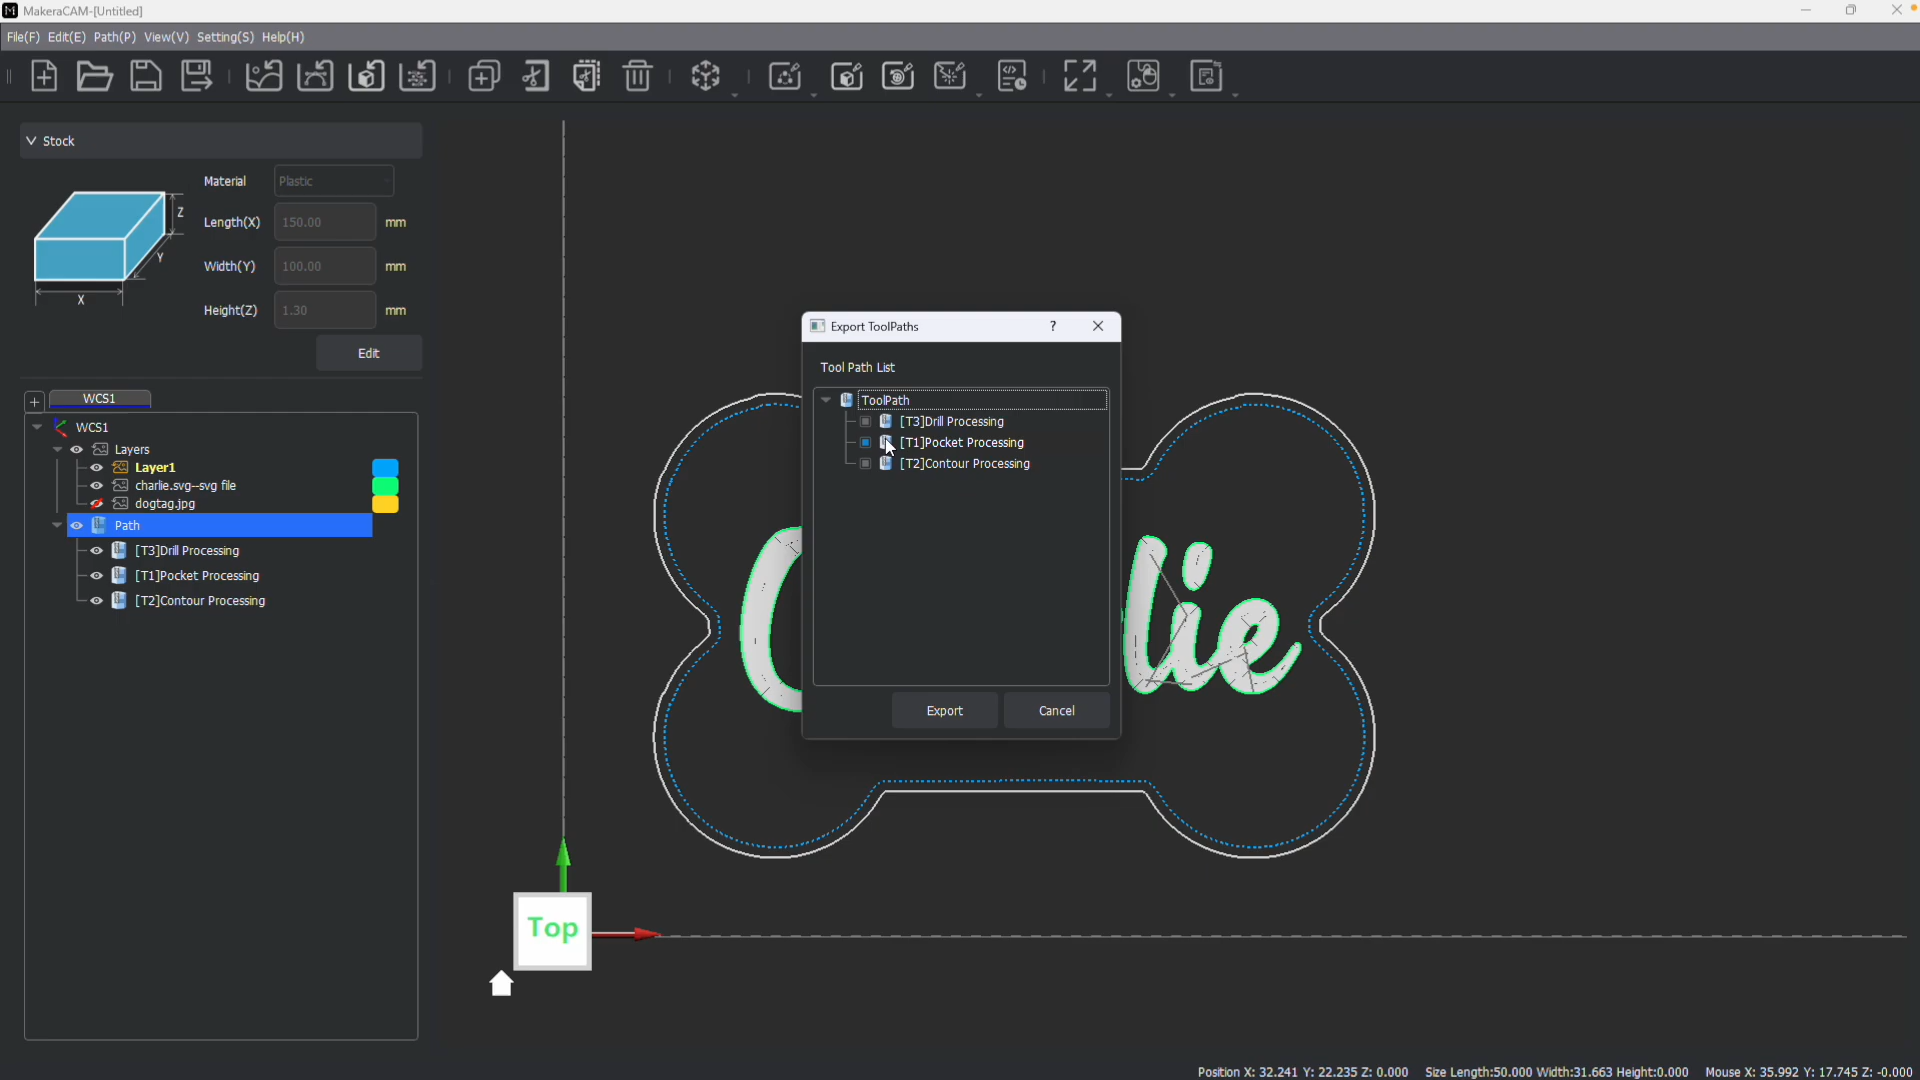 MakeraCAM-[Untitled]
File(F) Edit(E) Path(P) View(V) Setting(S) Help(H)
Stock
Material Plastic
Length(X) 150.00 mm
Width(Y) 100.00 mm
Height(Z) 1.30 mm
Z
Y
X
Edit
WCS1
WCS1
Layers
Layer1
charlie.svg--svg file
dogtag.jpg
Path
[T3]Drill Processing
[T1]Pocket Processing
[T2]Contour Processing
Export ToolPaths ?
Tool Path List
ToolPath
[T3]Drill Processing
[T1]Pocket Processing
[T2]Contour Processing
Export Cancel
C lie
Top
Position X: 32.241 Y: 22.235 Z: 0.000 Size Length:50.000 Width:31.663 Height:0.000 Mouse X: 35.992 Y: 17.745 Z: -0.000